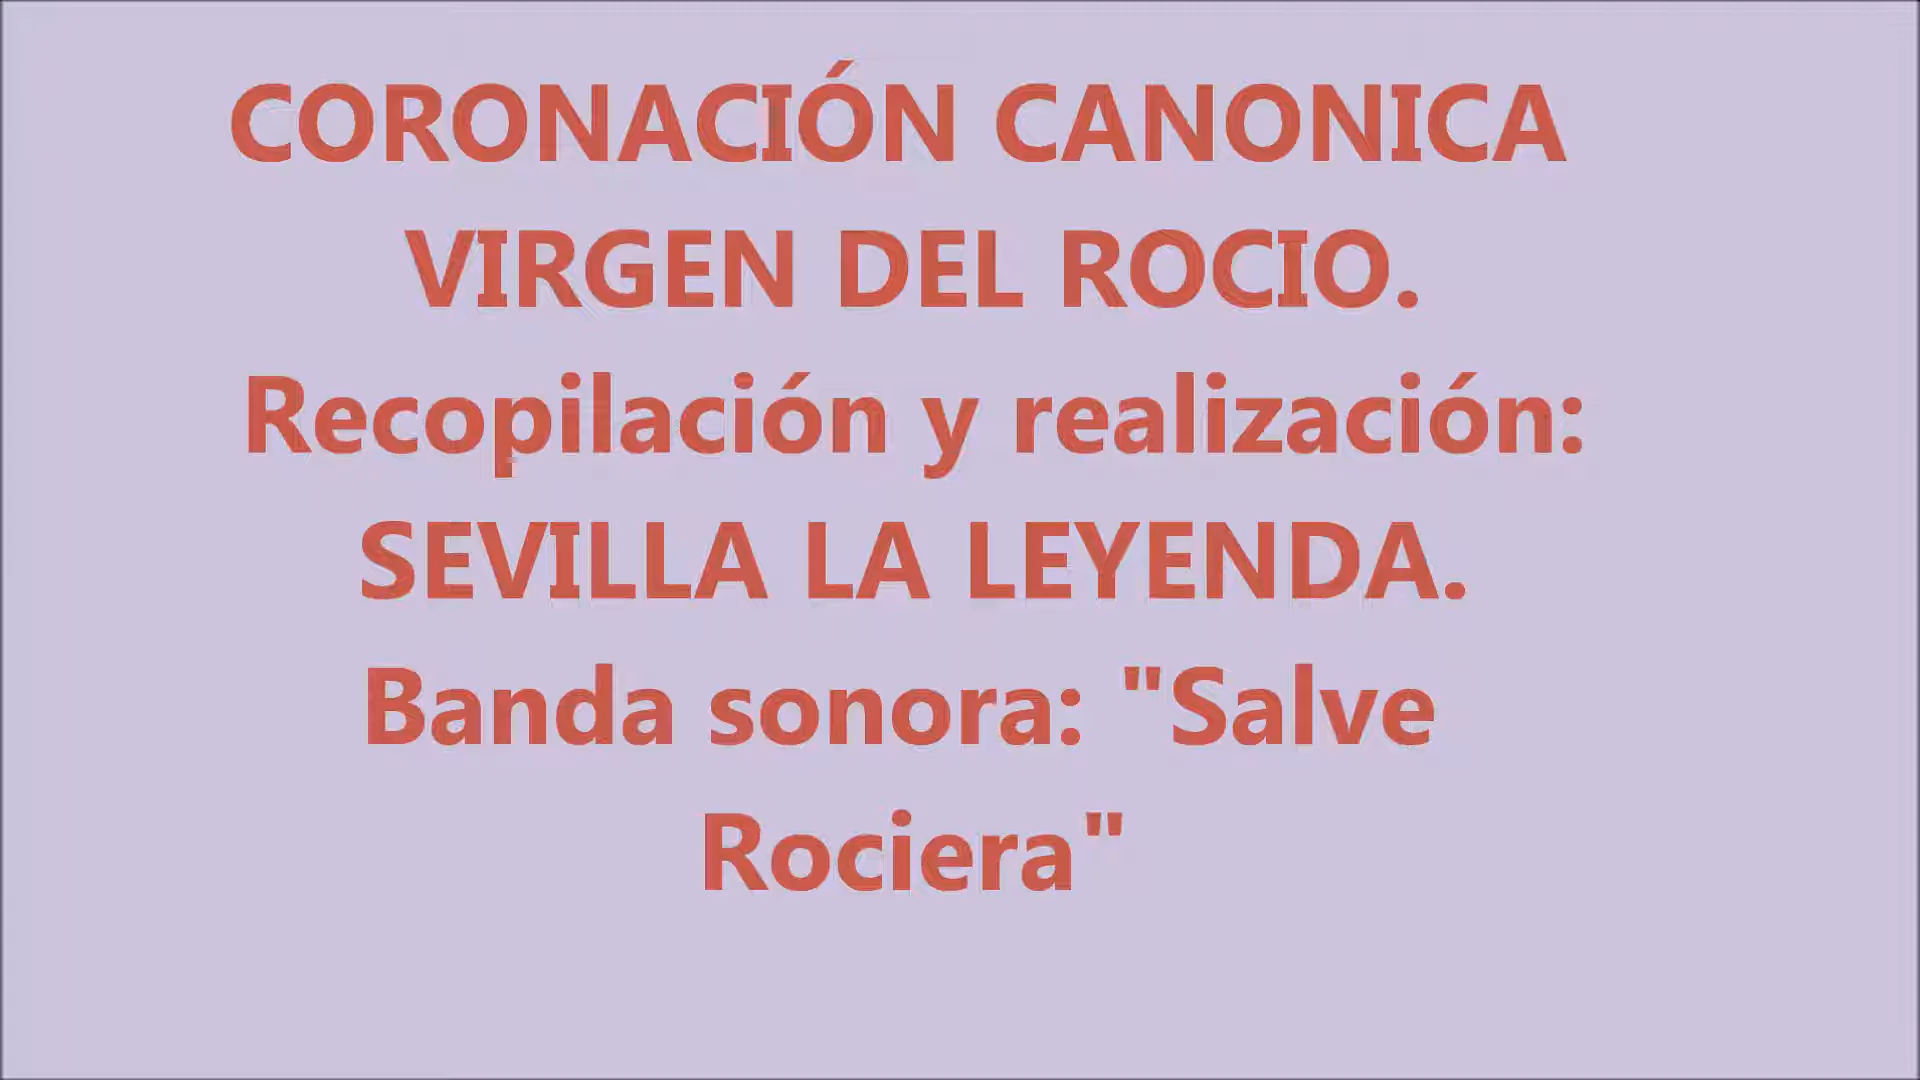 CORONACIÓN CANONICA
VIRGEN DEL ROCIO.
Recopilación y realización:
SEVILLA LA LEYENDA.
Banda sonora: "Salve
Rociera"